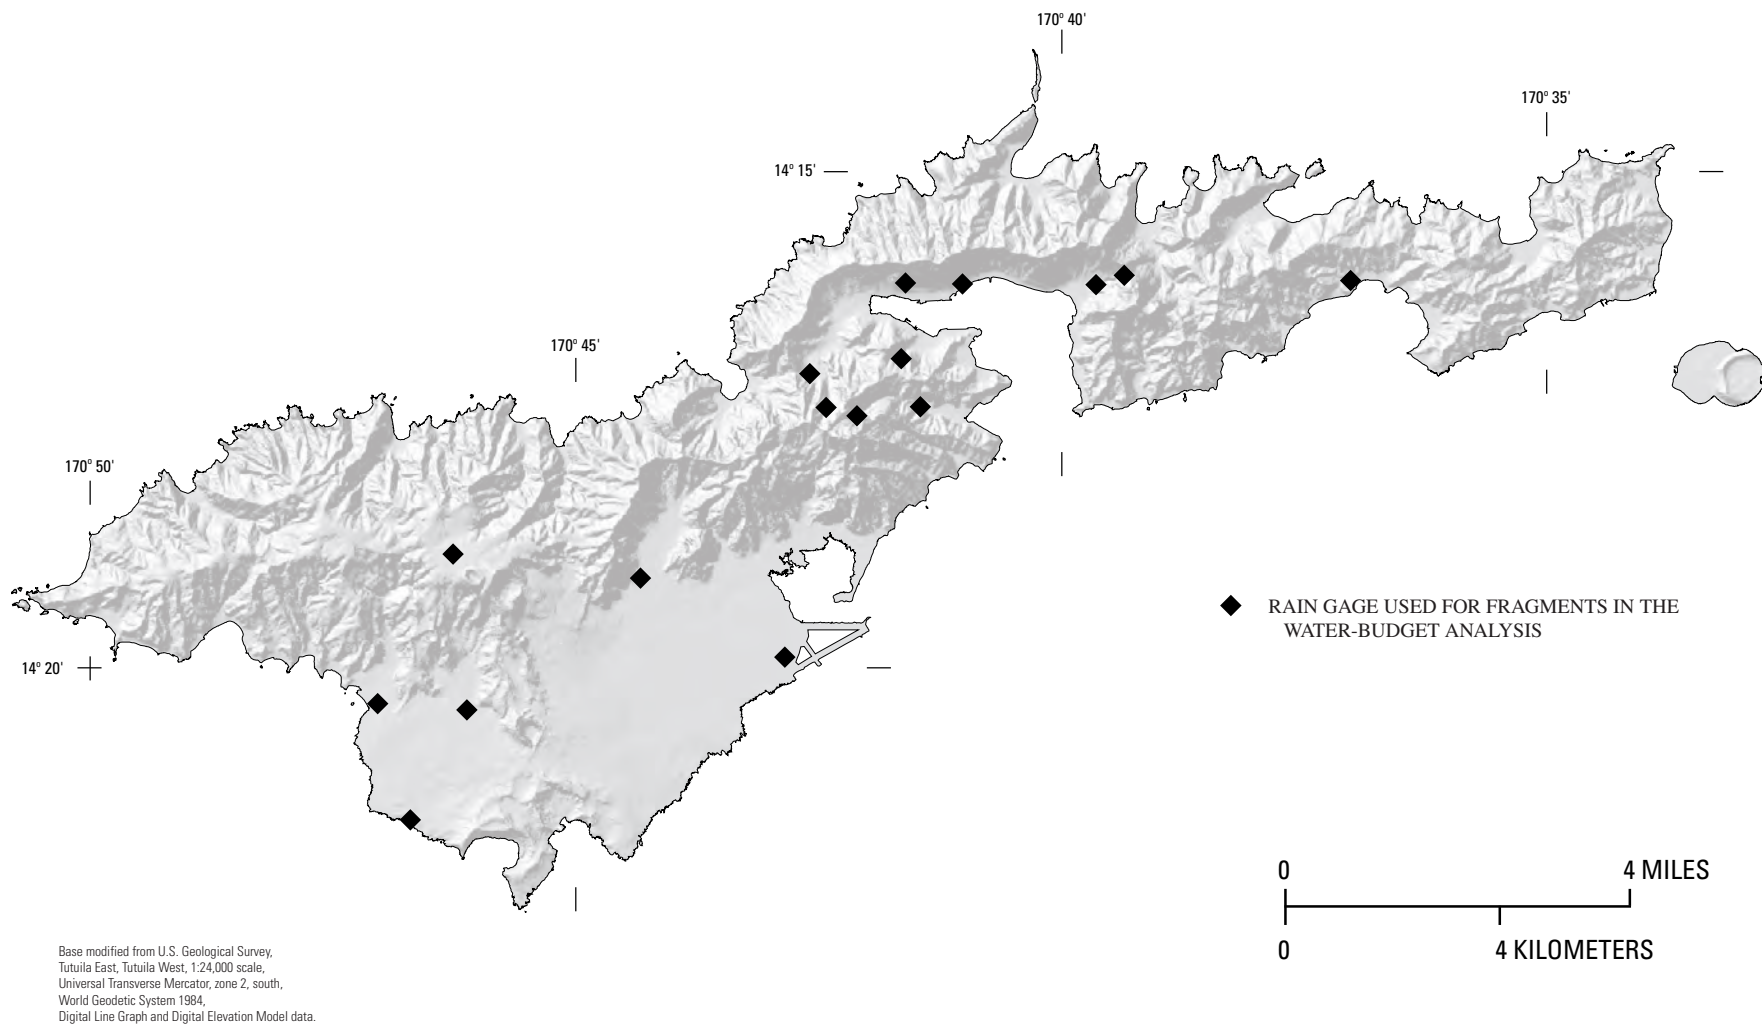 170° 40'
170° 35'
14° 15'
170° 45'
170° 50'
14° 20'
RAIN GAGE USED FOR FRAGMENTS IN THE
WATER-BUDGET ANALYSIS
0 4 MILES
0 4 KILOMETERS
Base modified from U.S. Geological Survey,
Tutuila East, Tutuila West, 1:24,000 scale,
Universal Transverse Mercator, zone 2, south,
World Geodetic System 1984,
Digital Line Graph and Digital Elevation Model data.